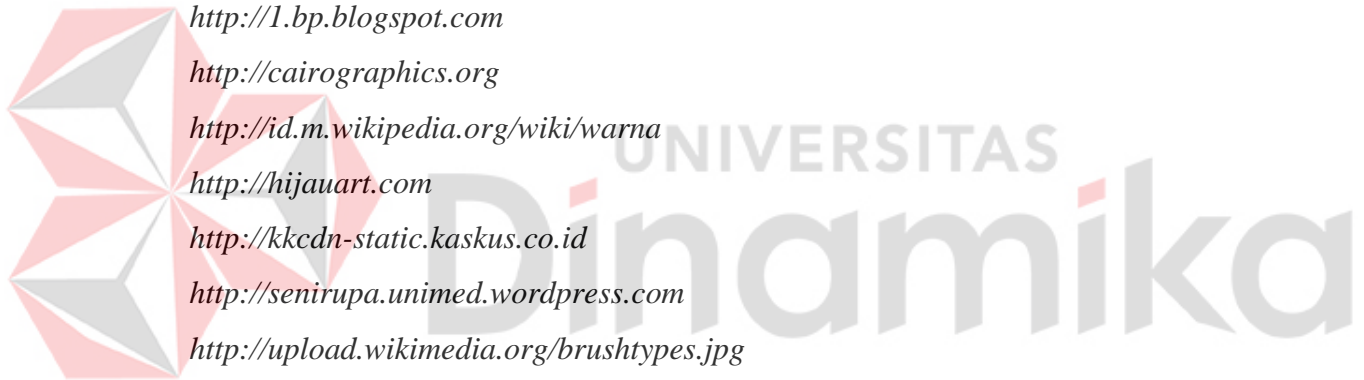 http://1.bp.blogspot.com
http://cairographics.org
http://id.m.wikipedia.org/wiki/warna
UNIVERSITAS
http://hijauart.com
Dinamika
http://kkcdn-static.kaskus.co.id
http://senirupa.unimed.wordpress.com
http://upload.wikimedia.org/brushtypes.jpg